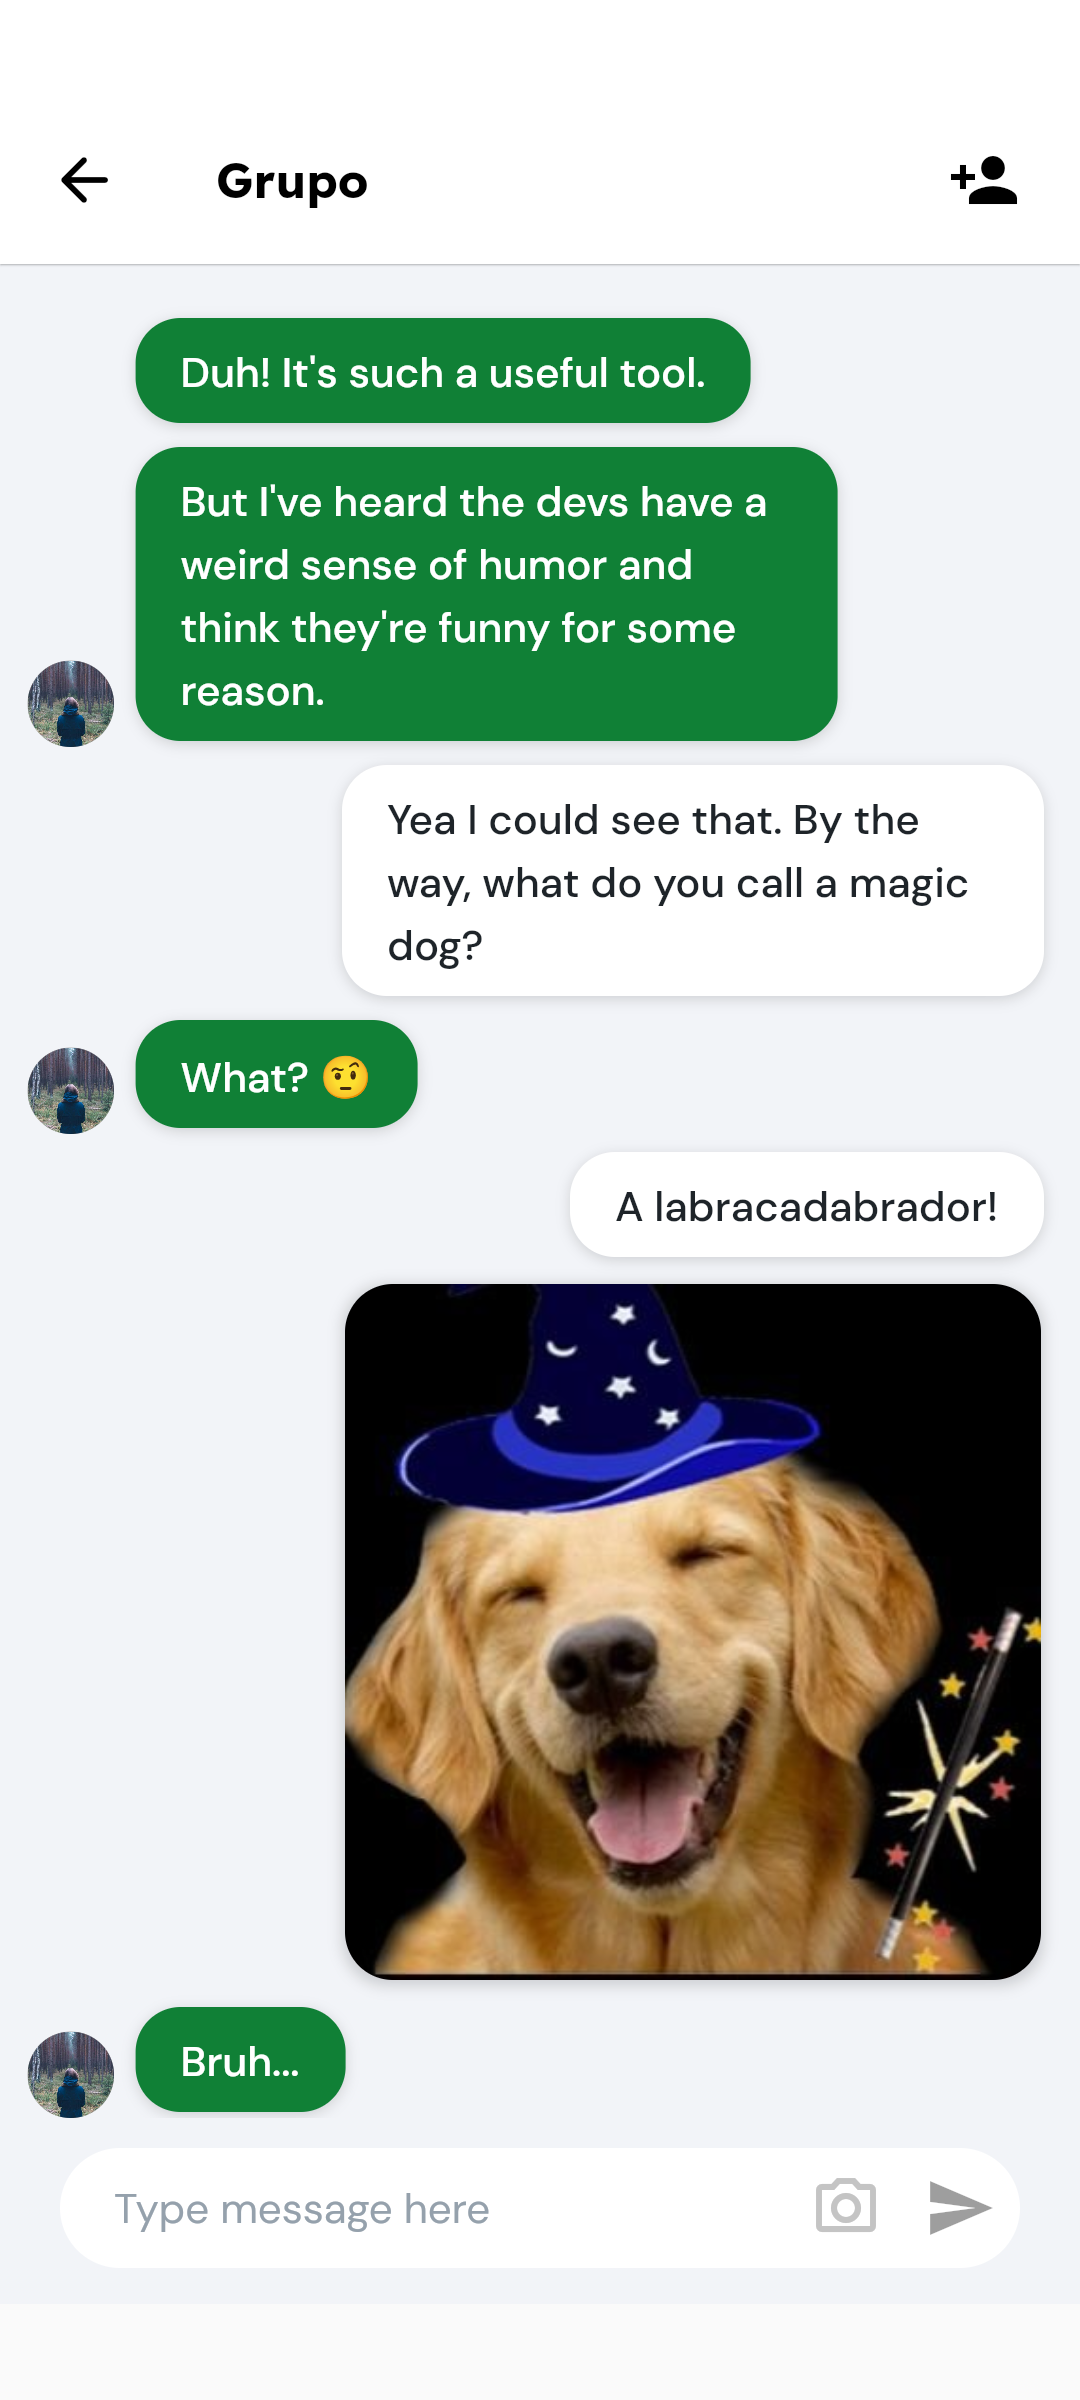 Grupo
Duh! It's such a useful tool.
But I've heard the devs have a
weird sense of humor and
think they're funny for some
reason.
Yea I could see that. By the
way, what do you call a magic
dog?
What? 🤨
A labracadabrador!
Bruh...
Type message here